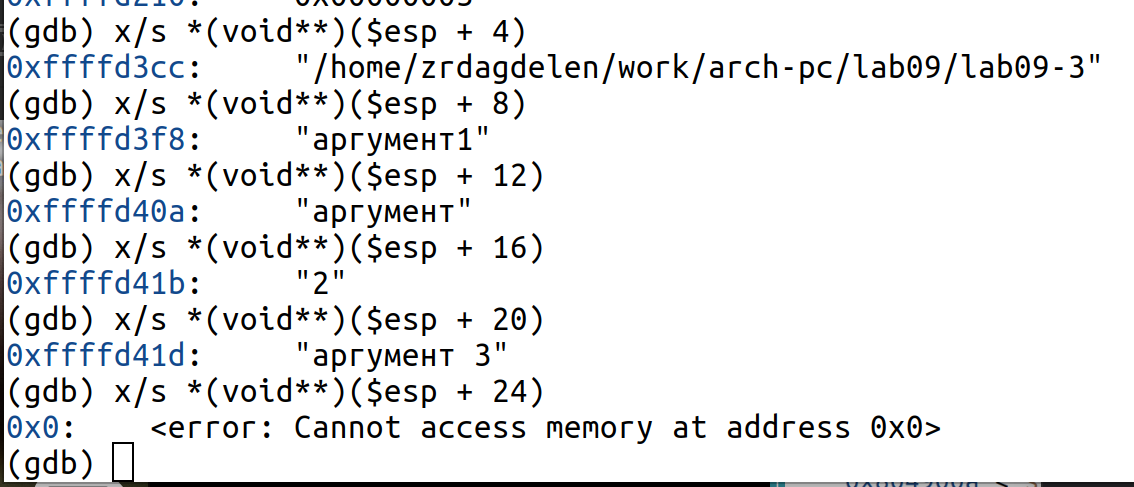 (gdb) x/s *(void**)($esp + 4)
0xffffd3cc:     "/home/zrdagdelen/work/arch-pc/lab09/lab09-3"
(gdb) x/s *(void**)($esp + 8)
0xffffd3f8:     "аргумент1"
(gdb) x/s *(void**)($esp + 12)
0xffffd40a:     "аргумент"
(gdb) x/s *(void**)($esp + 16)
0xffffd41b:     "2"
(gdb) x/s *(void**)($esp + 20)
0xffffd41d:     "аргумент 3"
(gdb) x/s *(void**)($esp + 24)
0x0:    <error: Cannot access memory at address 0x0>
(gdb)